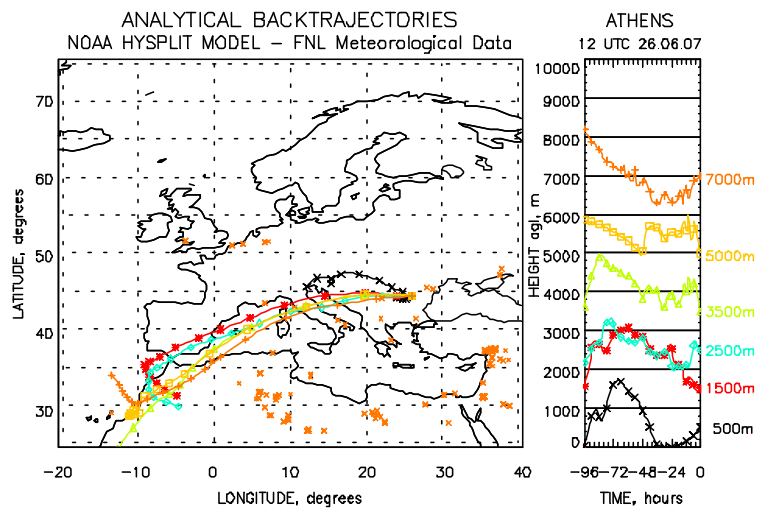 ANALYTICAL BACKTRAJECTORIES
NOAA HYSPLIT MODEL – FNL Meteorological Data
ATHENS
12 UTC 26.06.07
LATITUDE, degrees
70
60
50
40
30
-20 -10 0 10 20 30 40
LONGITUDE, degrees
HEIGHT agl, m
10000
9000
8000
7000
6000
5000
4000
3000
2000
1000
0
7000m
5000m
3500m
2500m
1500m
500m
-96 -72 -48 -24 0
TIME, hours